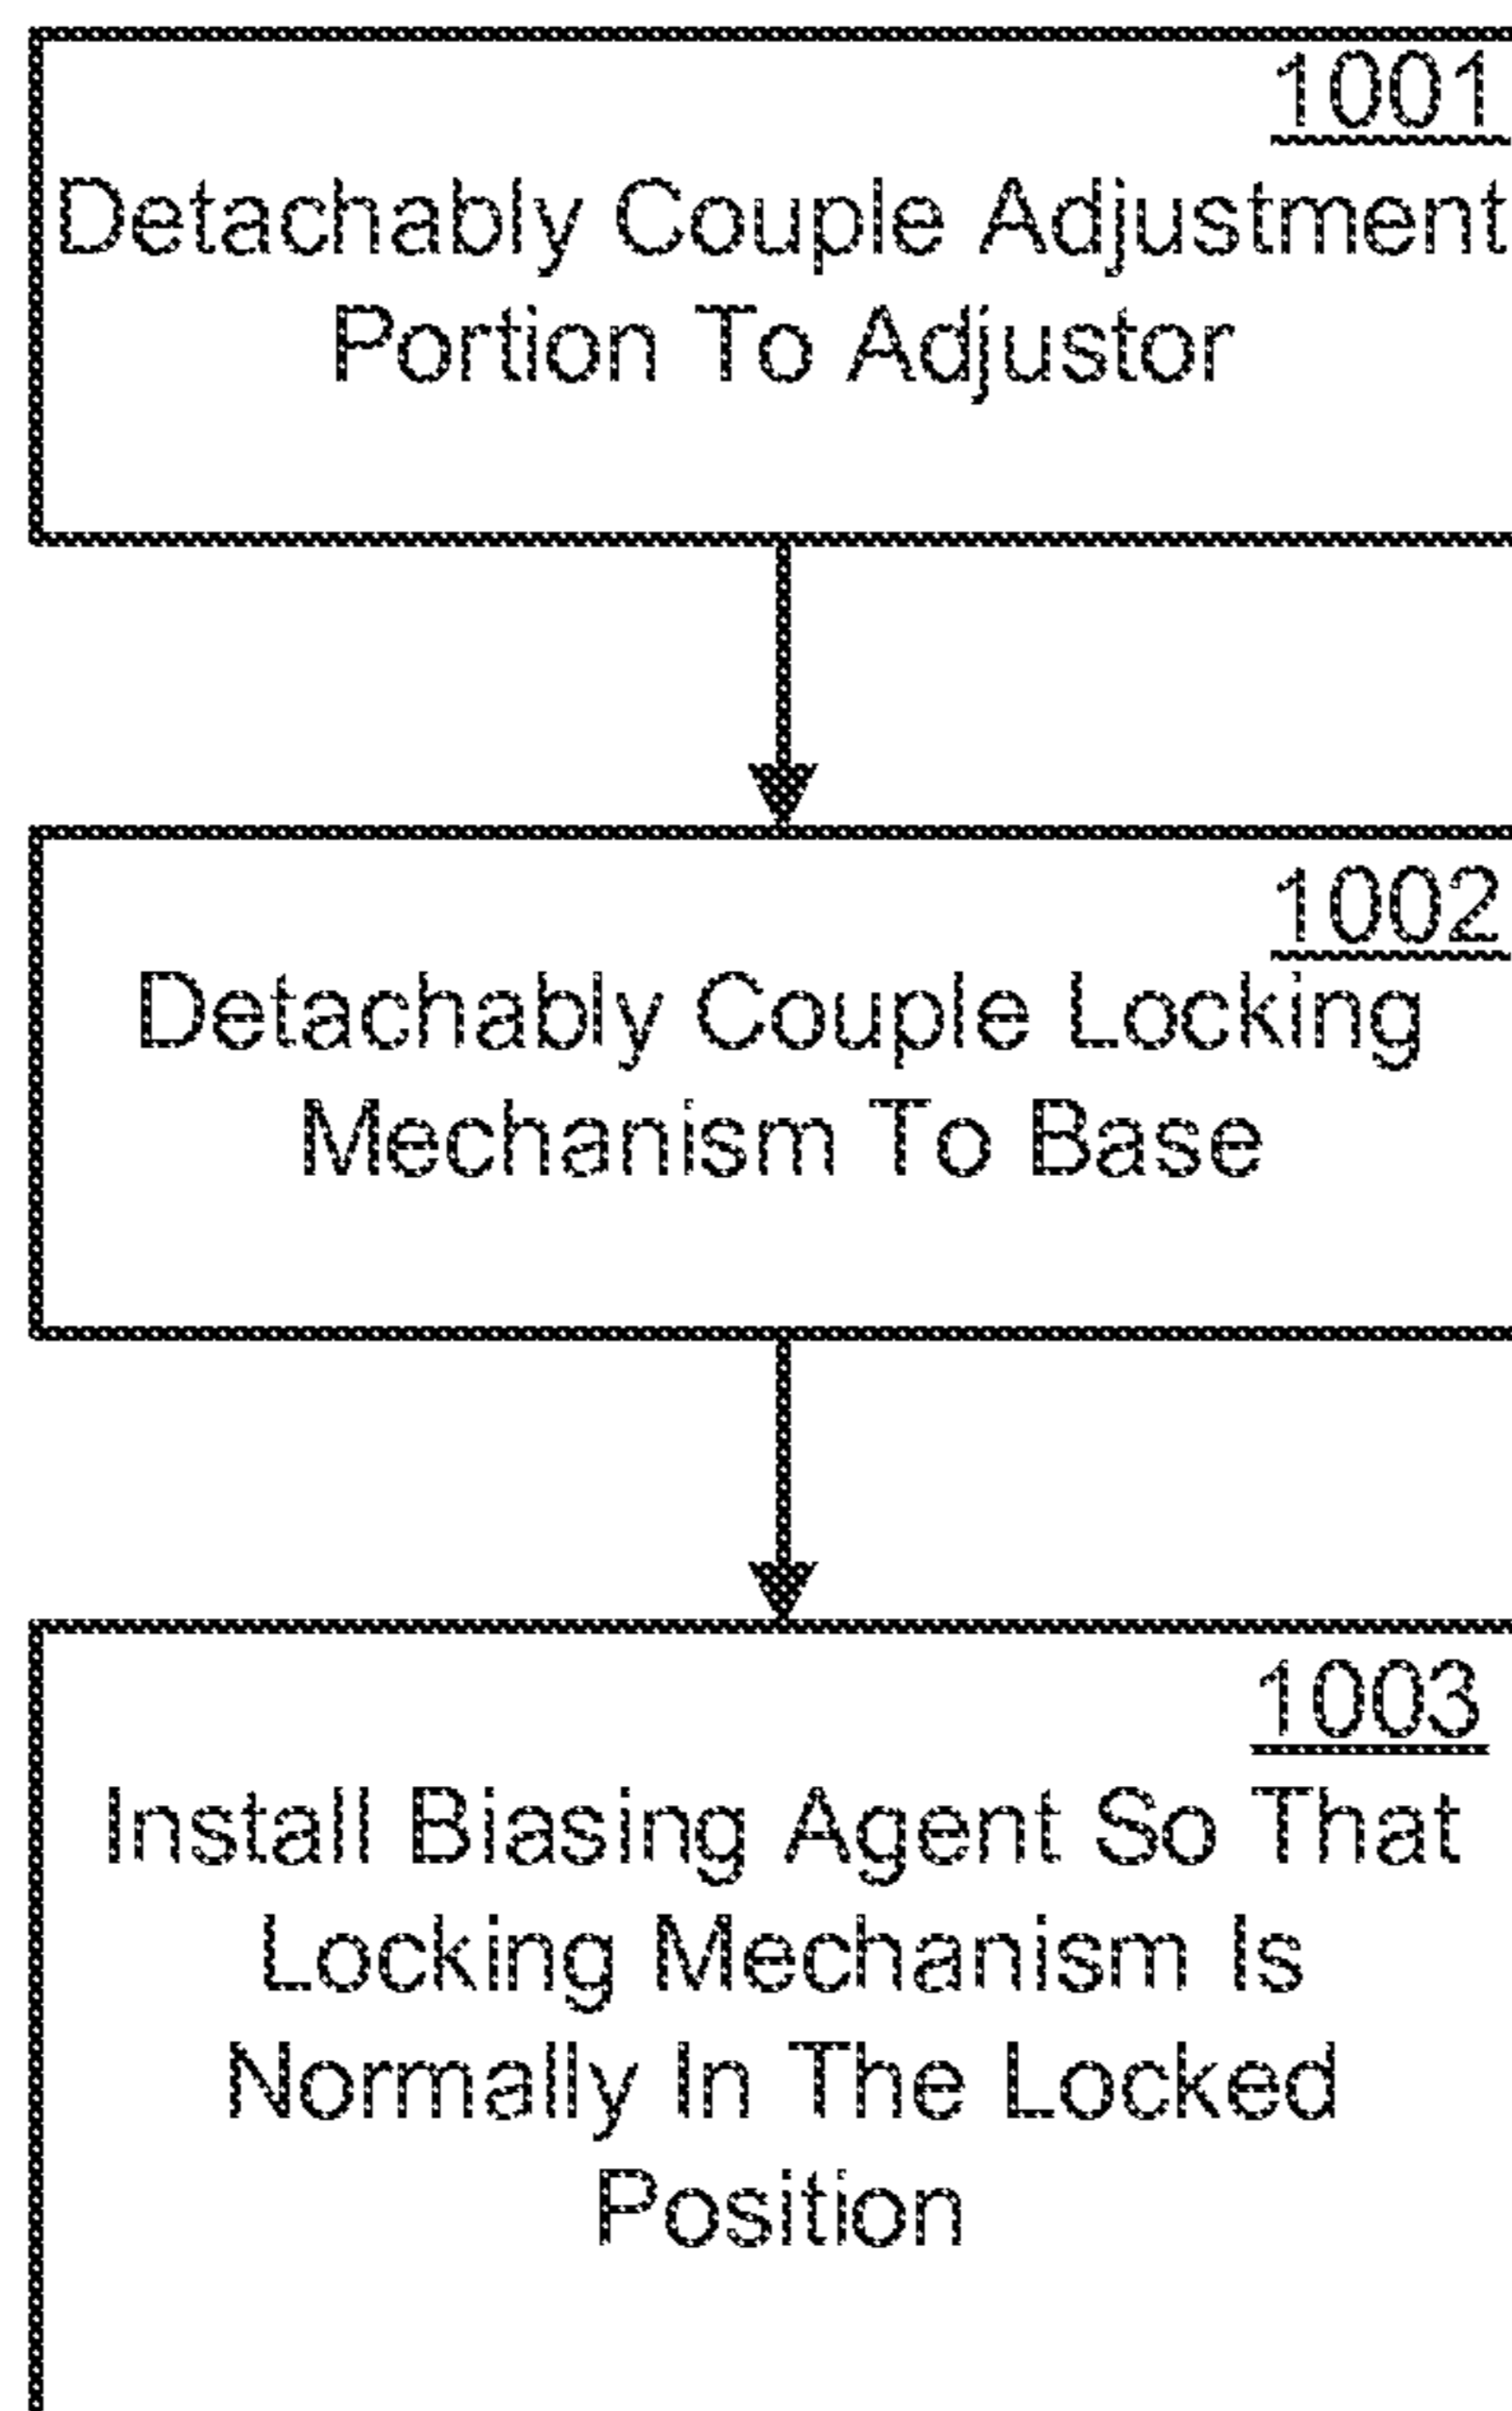 1001
Detachably Couple Adjustment
Portion To Adjustor
1002
Detachably Couple Locking
Mechanism To Base
1003
Install Biasing Agent So That
Locking Mechanism Is
Normally In The Locked
Position